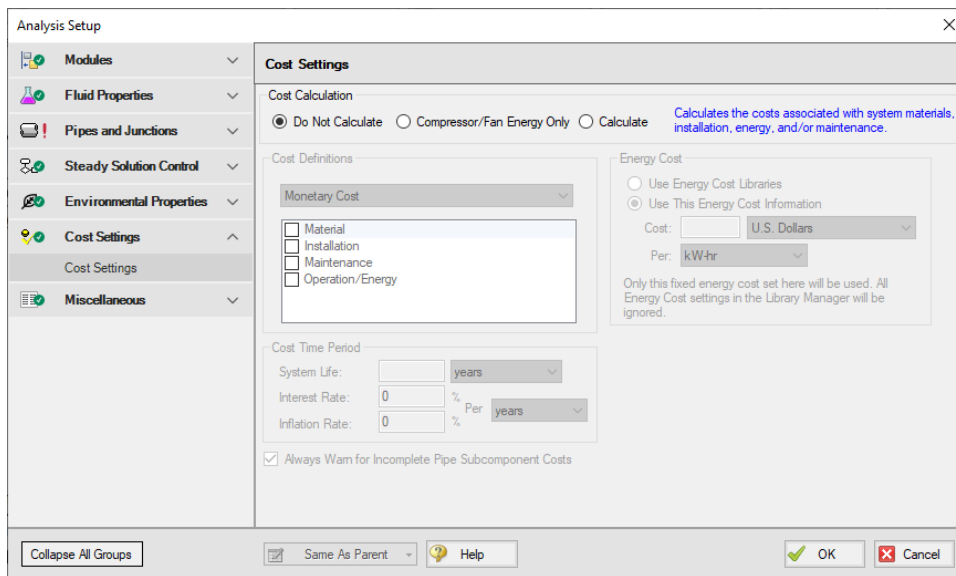 Analysis Setup
Modules
Fluid Properties
Pipes and Junctions
Steady Solution Control
Environmental Properties
Cost Settings
Cost Settings
Miscellaneous
Collapse All Groups
Cost Settings
Cost Calculation
Do Not Calculate Compressor/Fan Energy Only Calculate
Calculates the costs associated with system materials,
installation, energy, and/or maintenance.
Cost Definitions
Monetary Cost
Material
Installation
Maintenance
Operation/Energy
Energy Cost
Use Energy Cost Libraries
Use This Energy Cost Information
Cost: U.S. Dollars
Per: kW-hr
Only this fixed energy cost set here will be used. All
Energy Cost settings in the Library Manager will be
ignored.
Cost Time Period
System Life: years
Interest Rate: 0 %
Per years
Inflation Rate: 0 %
Always Warn for Incomplete Pipe Subcomponent Costs
Same As Parent Help OK Cancel